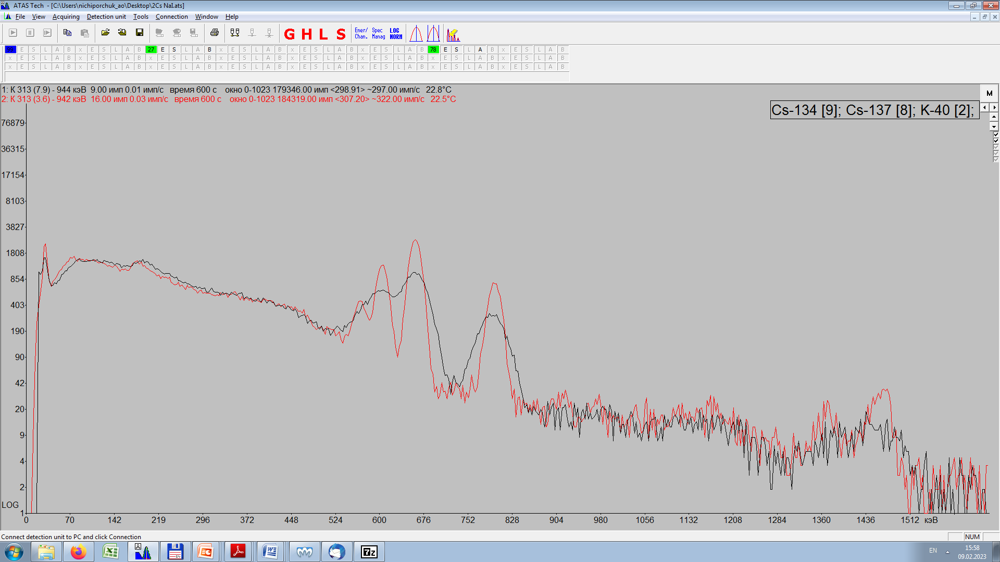 ATAS Tech - [C:\Users\nichiporchuk_ao\Desktop\2Cs NaI.ats]
File View Acquiring Detection unit Tools Connection Window Help
G H L S Ener/ Chan. Spec Manag LOG NORM
E S L A B x E S L A B 27 E S L A B x E S L A B x E S L A B x E S L A B 78 E S L A B x E S L A B
x E S L A B x E S L A B x E S L A B x E S L A B x E S L A B x E S L A B x E S L A B x E S L A B
x E S L A B x E S L A B x E S L A B x E S L A B x E S L A B x E S L A B x E S L A B x E S L A B
1: К 313 (7.9) - 944 кэВ 9.00 имп 0.01 имп/с время 600 с окно 0-1023 179346.00 имп <298.91> ~297.00 имп/с 22.8°C
2: К 313 (3.6) - 942 кэВ 16.00 имп 0.03 имп/с время 600 с окно 0-1023 184319.00 имп <307.20> ~322.00 имп/с 22.5°C
M
Cs-134 [9]; Cs-137 [8]; K-40 [2];
76879
36315
17154
8103
3827
1808
854
403
190
90
42
20
9
4
2
LOG
1
0 70 142 219 296 372 448 524 600 676 752 828 904 980 1056 1132 1208 1284 1360 1436 1512 кэВ
Connect detection unit to PC and click Connection
NUM
EN
15:58
09.02.2023
64
7z